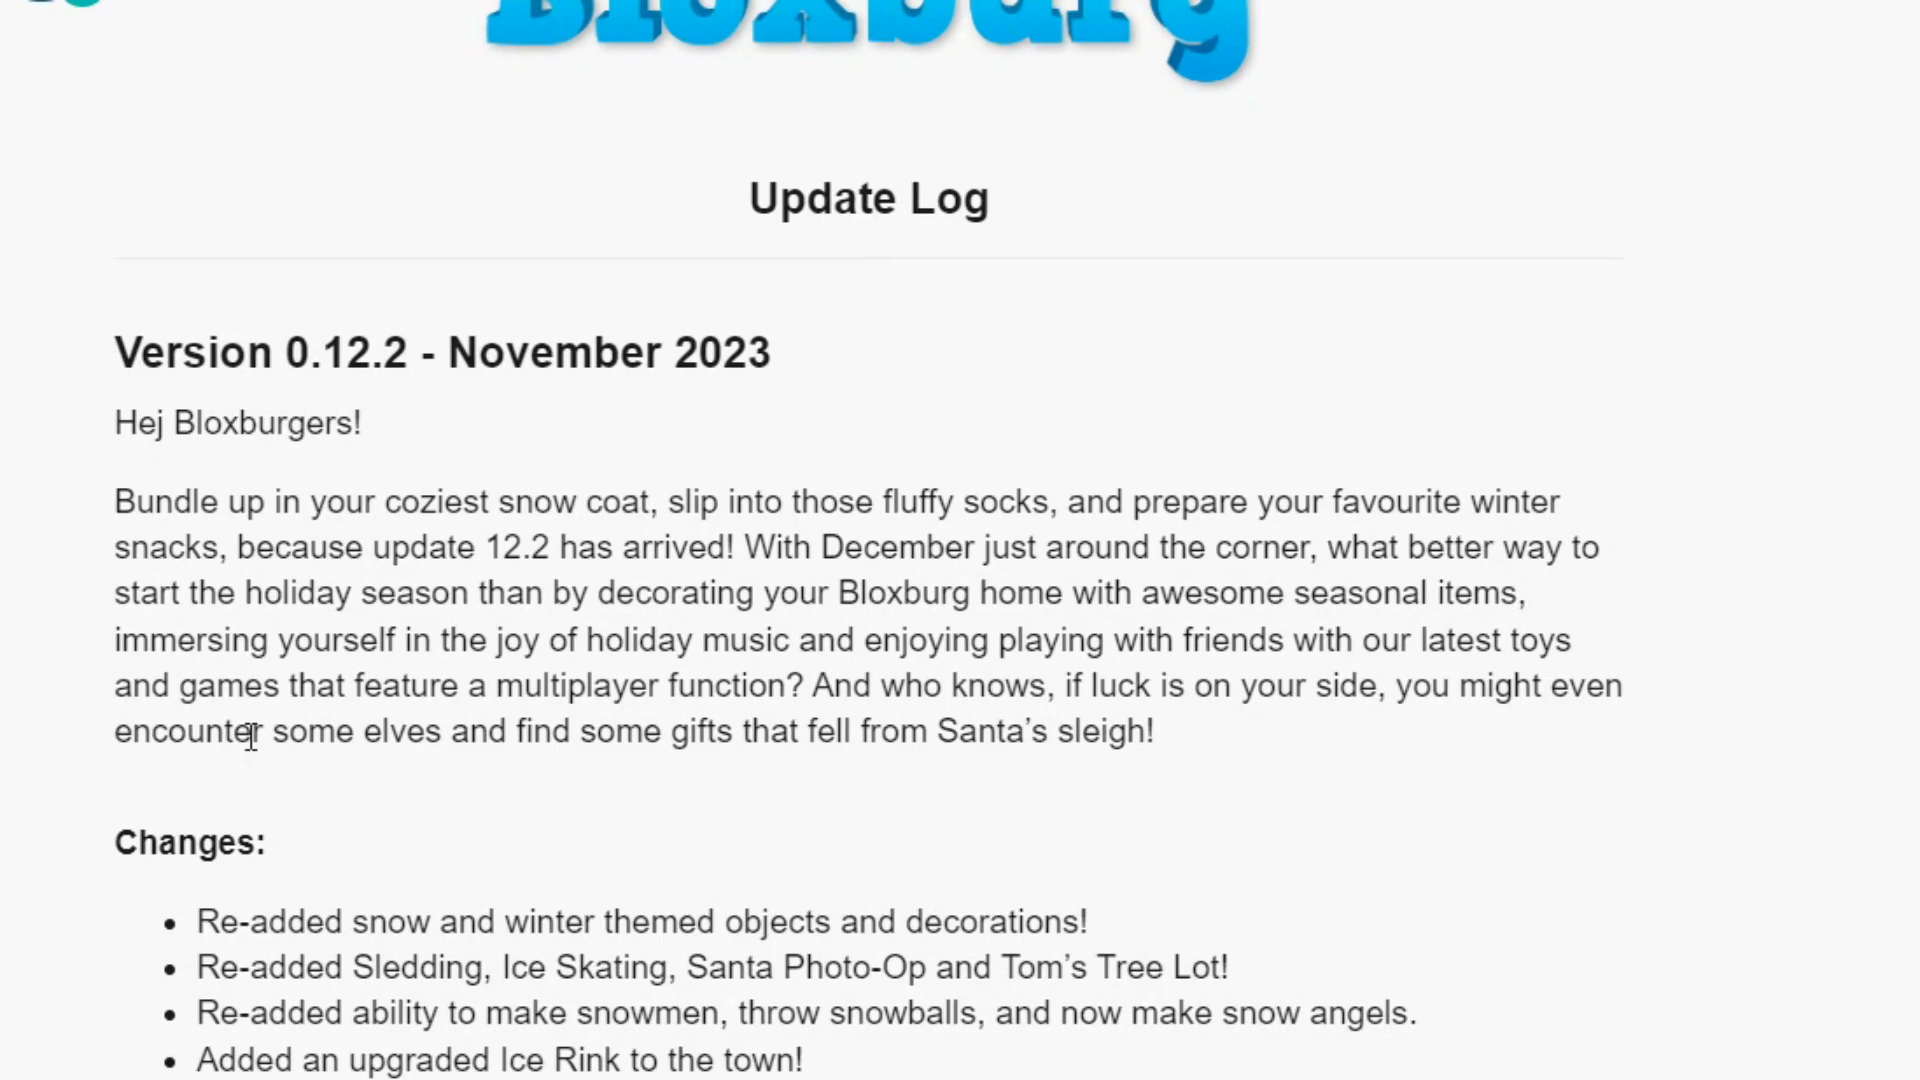 Bloxburg
Update Log
Version 0.12.2 - November 2023
Hej Bloxburgers!
Bundle up in your coziest snow coat, slip into those fluffy socks, and prepare your favourite winter
snacks, because update 12.2 has arrived! With December just around the corner, what better way to
start the holiday season than by decorating your Bloxburg home with awesome seasonal items,
immersing yourself in the joy of holiday music and enjoying playing with friends with our latest toys
and games that feature a multiplayer function? And who knows, if luck is on your side, you might even
encounter some elves and find some gifts that fell from Santa’s sleigh!
Changes:
• Re-added snow and winter themed objects and decorations!
• Re-added Sledding, Ice Skating, Santa Photo-Op and Tom’s Tree Lot!
• Re-added ability to make snowmen, throw snowballs, and now make snow angels.
• Added an upgraded Ice Rink to the town!